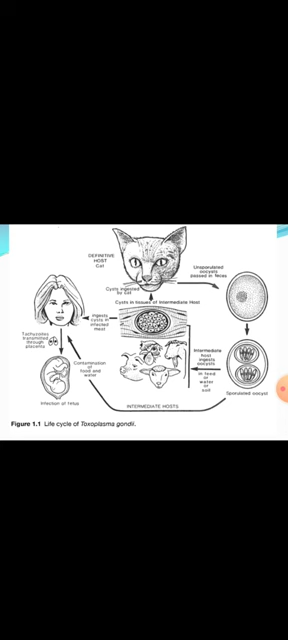 DEFINITIVE
HOST
Cat
Unsporulated
oocysts
passed in feces
Cysts ingested
by cat
Cysts in tissues of Intermediate Host
Ingests
cysts in
infected
meat
Tachyzoites
transmitted
through
placenta
Contamination
of food and
water
Intermediate
host
ingests
oocysts
in feed
or
water
or
soil
Sporulated oocyst
Infection of fetus
INTERMEDIATE HOSTS
Figure 1.1 Life cycle of Toxoplasma gondii.